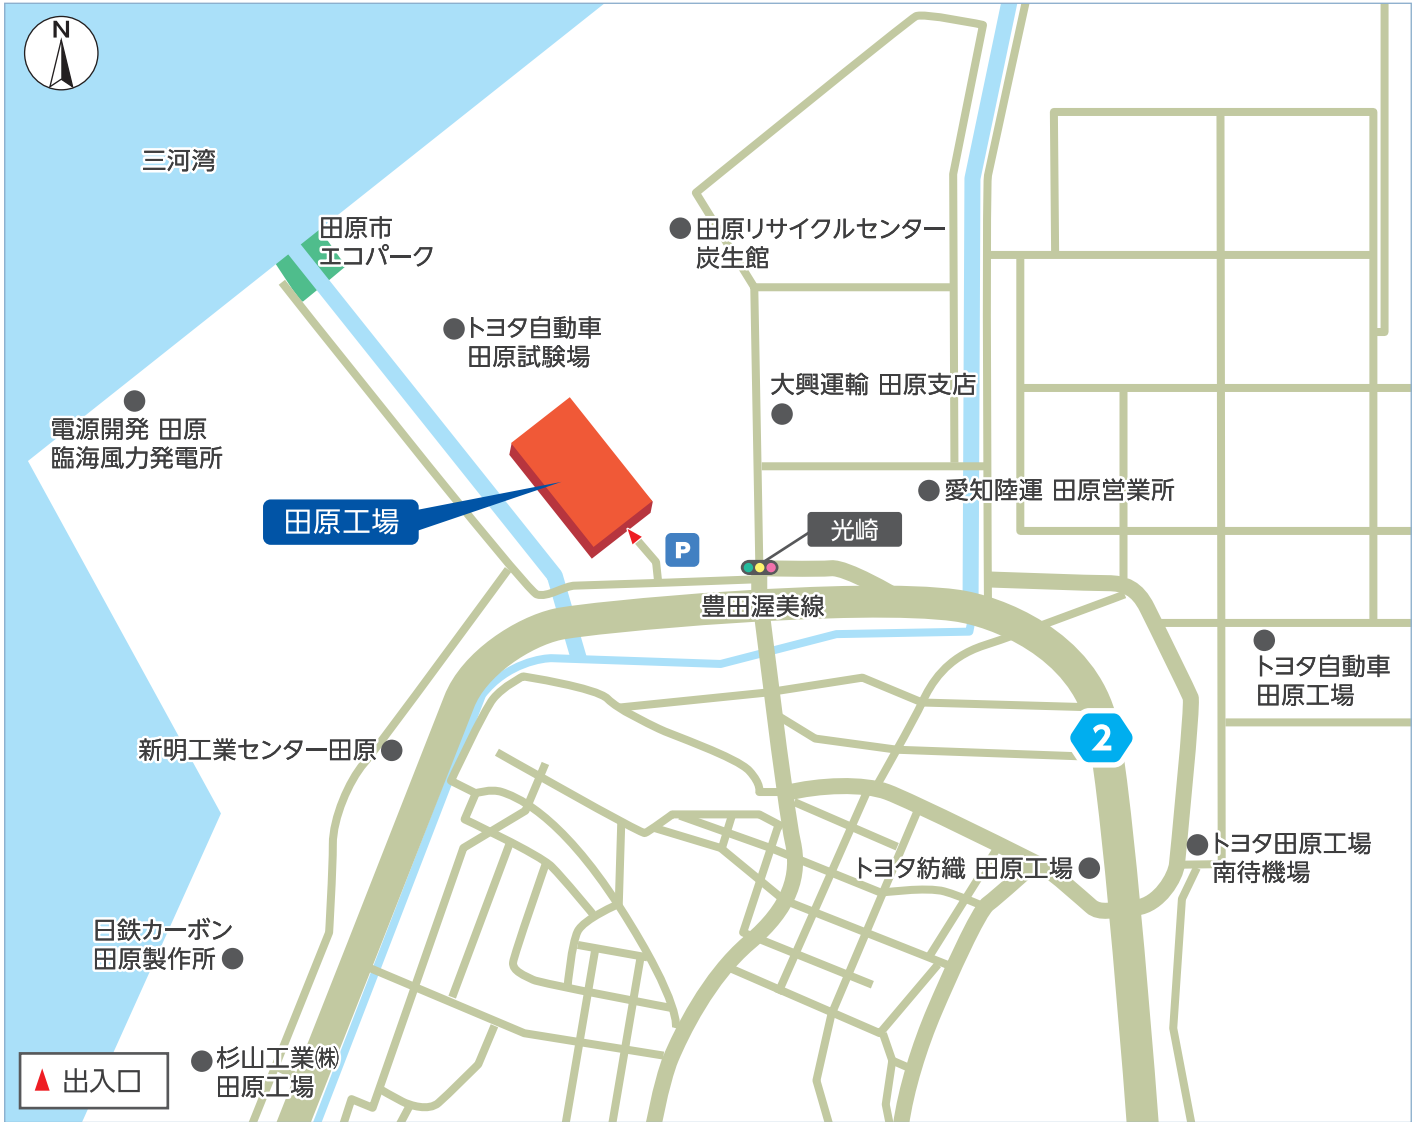 N
三河湾
田原市
エコパーク
田原リサイクルセンター
炭生館
トヨタ自動車
田原試験場
大興運輸 田原支店
電源開発 田原
臨海風力発電所
愛知陸運 田原営業所
田原工場
光崎
P
豊田渥美線
トヨタ自動車
田原工場
2
新明工業センター田原
トヨタ田原工場
南待機場
トヨタ紡織 田原工場
日鉄カーボン
田原製作所
杉山工業㈱
田原工場
出入口